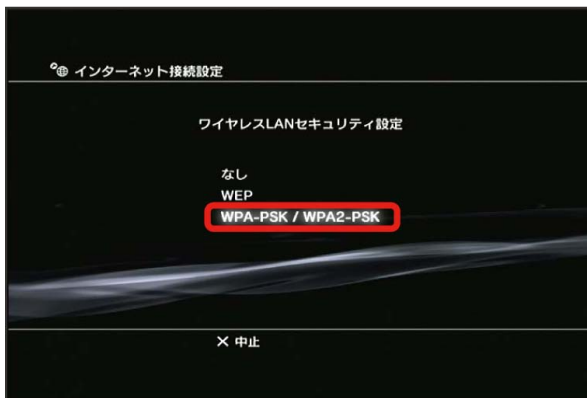 インターネット接続設定
ワイヤレスLANセキュリティ設定
なし
WEP
WPA-PSK / WPA2-PSK
✕ 中止